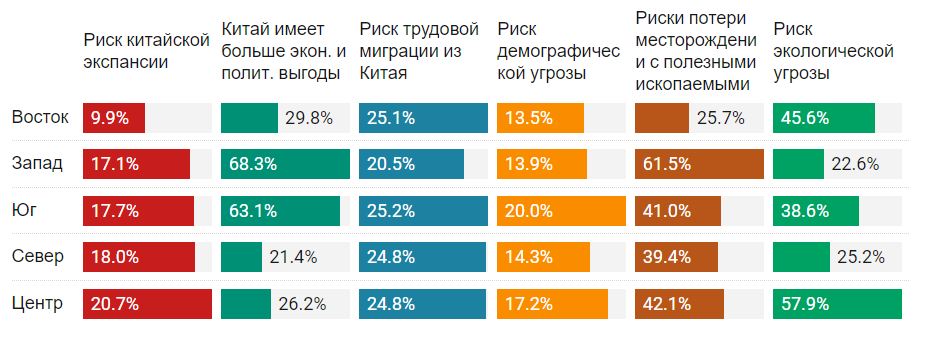 Риск китайской
экспансии
Китай имеет
больше экон. и
полит. выгоды
Риск трудовой
миграции из
Китая
Риск
демографичес
кой угрозы
Риски потери
месторождени
и с полезными
ископаемыми
Риск
экологической
угрозы
Восток 9.9% 29.8% 25.1% 13.5% 25.7% 45.6%
Запад 17.1% 68.3% 20.5% 13.9% 61.5% 22.6%
Юг 17.7% 63.1% 25.2% 20.0% 41.0% 38.6%
Север 18.0% 21.4% 24.8% 14.3% 39.4% 25.2%
Центр 20.7% 26.2% 24.8% 17.2% 42.1% 57.9%